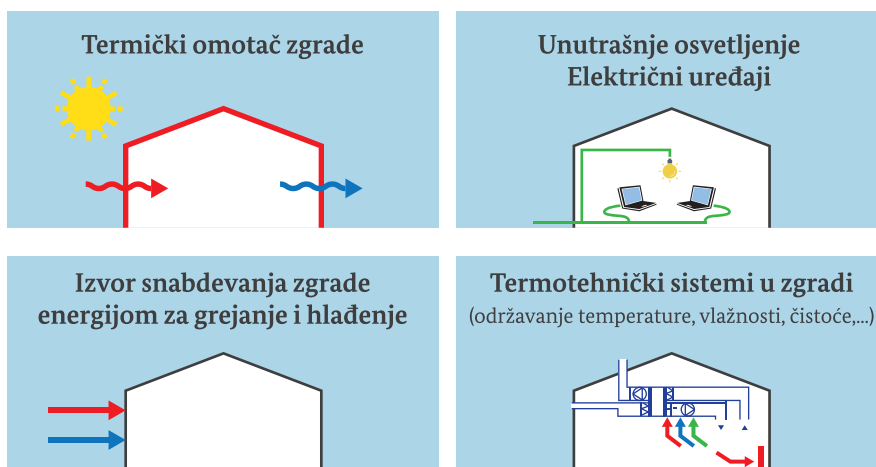 Termički omotač zgrade
Unutrašnje osvetljenje
Električni uređaji
Izvor snabdevanja zgrade
energijom za grejanje i hlađenje
Termotehnički sistemi u zgradi
(održavanje temperature, vlažnosti, čistoće,...)